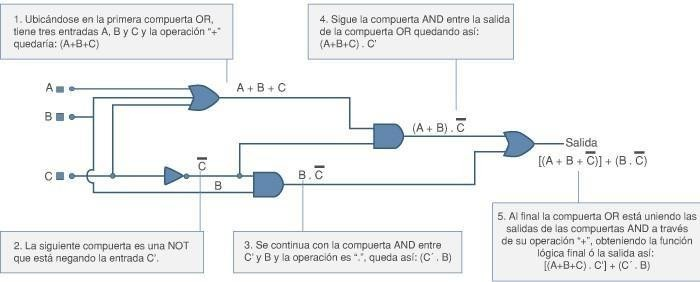 1. Ubicándose en la primera compuerta OR,
tiene tres entradas A, B y C y la operación "+"
quedaría: (A+B+C)
4. Sigue la compuerta AND entre la salida
de la compuerta OR quedando así:
(A+B+C) . C'
A
B
C
A + B + C
(A + B) . C̅
C̅
B
B . C̅
Salida
[(A + B + C̅)] + (B . C̅)
2. La siguiente compuerta es una NOT
que está negando la entrada C'.
3. Se continua con la compuerta AND entre
C' y B y la operación es ".", queda así: (C´ . B)
5. Al final la compuerta OR está uniendo las
salidas de las compuertas AND a través
de su operación "+", obteniendo la función
lógica final ó la salida así:
[(A+B+C) . C'] + (C´ . B)